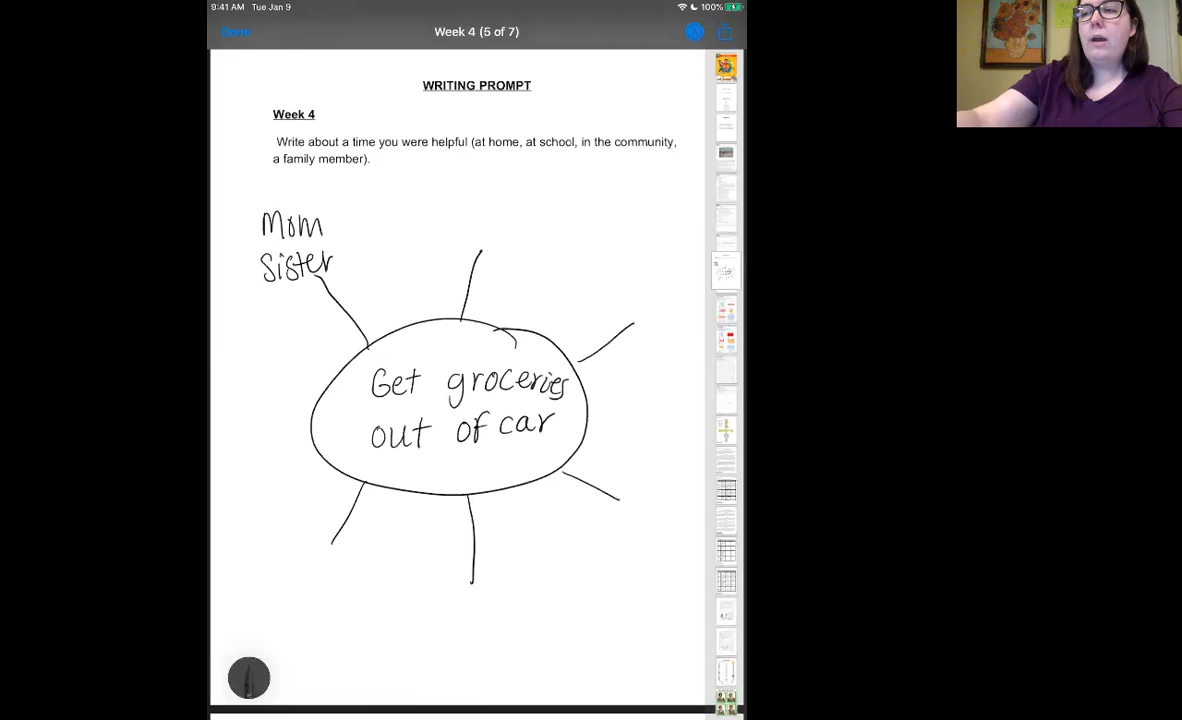 9:41 AM Tue Jan 9
100%
Done
Week 4 (5 of 7)
WRITING PROMPT
Week 4
Write about a time you were helpful (at home, at school, in the community,
a family member).
Mom
sister
Get groceries
out of car